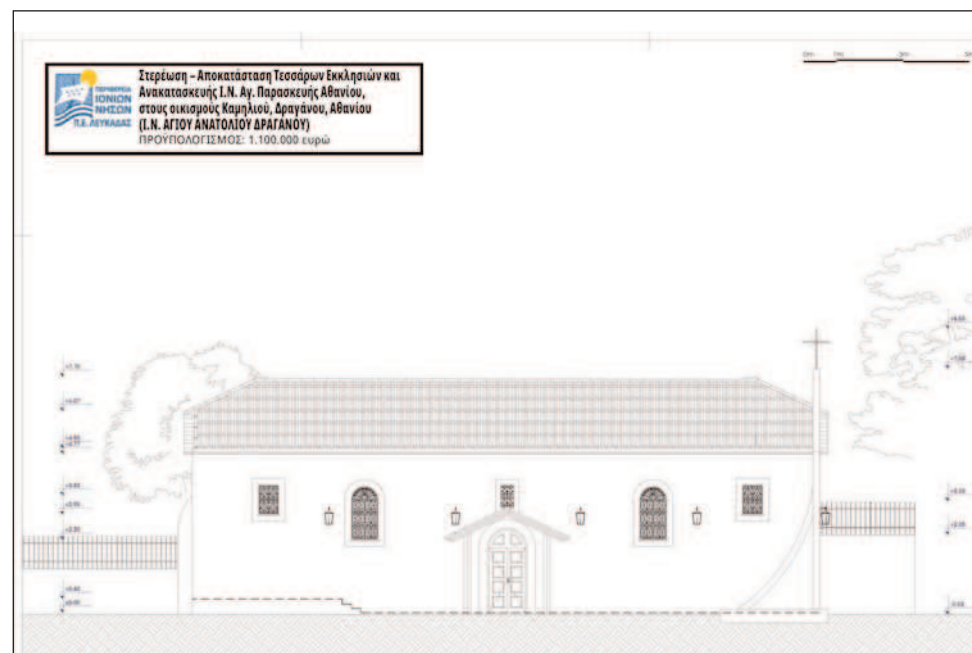 ΠΕΡΙΦΕΡΕΙΑ
ΙΟΝΙΩΝ
ΝΗΣΩΝ
Π.Ε. ΛΕΥΚΑΔΑΣ
Στερέωση – Αποκατάσταση Τεσσάρων Εκκλησιών και
Ανακατασκευής Ι.Ν. Αγ. Παρασκευής Αθανίου,
στους οικισμούς Καμηλιού, Δραγάνου, Αθανίου
(Ι.Ν. ΑΓΙΟΥ ΑΝΑΤΟΛΙΟΥ ΔΡΑΓΑΝΟΥ)
ΠΡΟΥΠΟΛΟΓΙΣΜΟΣ: 1.100.000 ευρώ